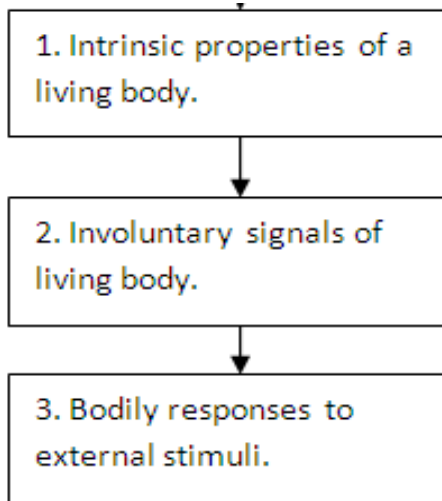 1. Intrinsic properties of a
living body.
2. Involuntary signals of
living body.
3. Bodily responses to
external stimuli.